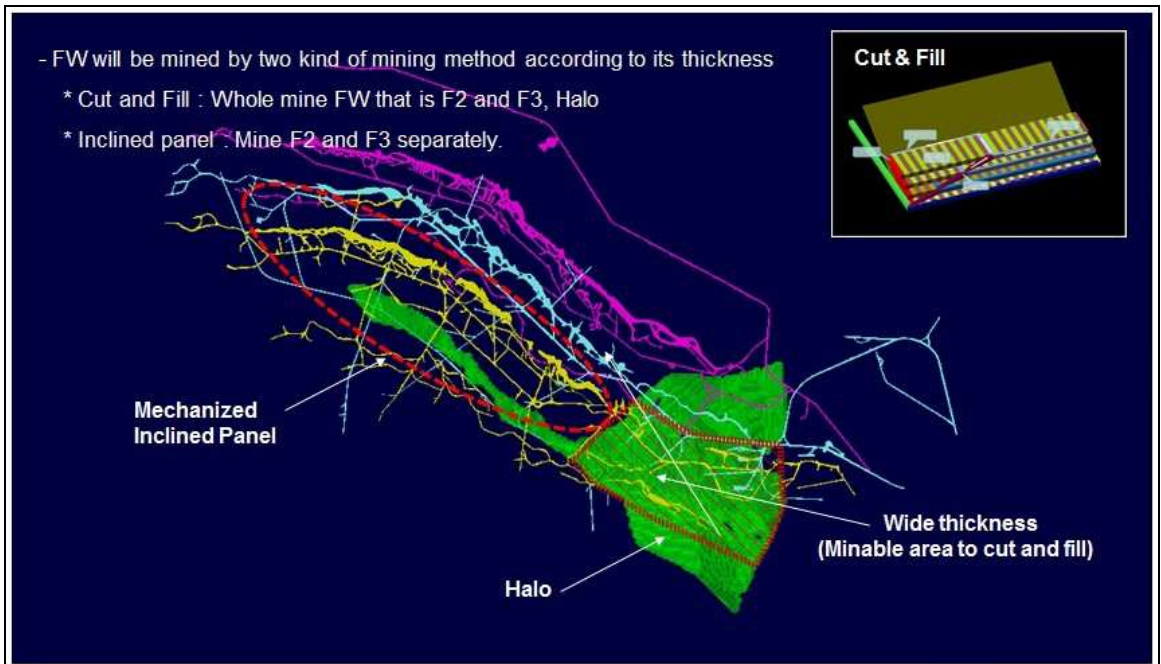 - FW will be mined by two kind of mining method according to its thickness
* Cut and Fill : Whole mine FW that is F2 and F3, Halo
* Inclined panel : Mine F2 and F3 separately.
Cut & Fill
Mechanized
Inclined Panel
Wide thickness
(Minable area to cut and fill)
Halo